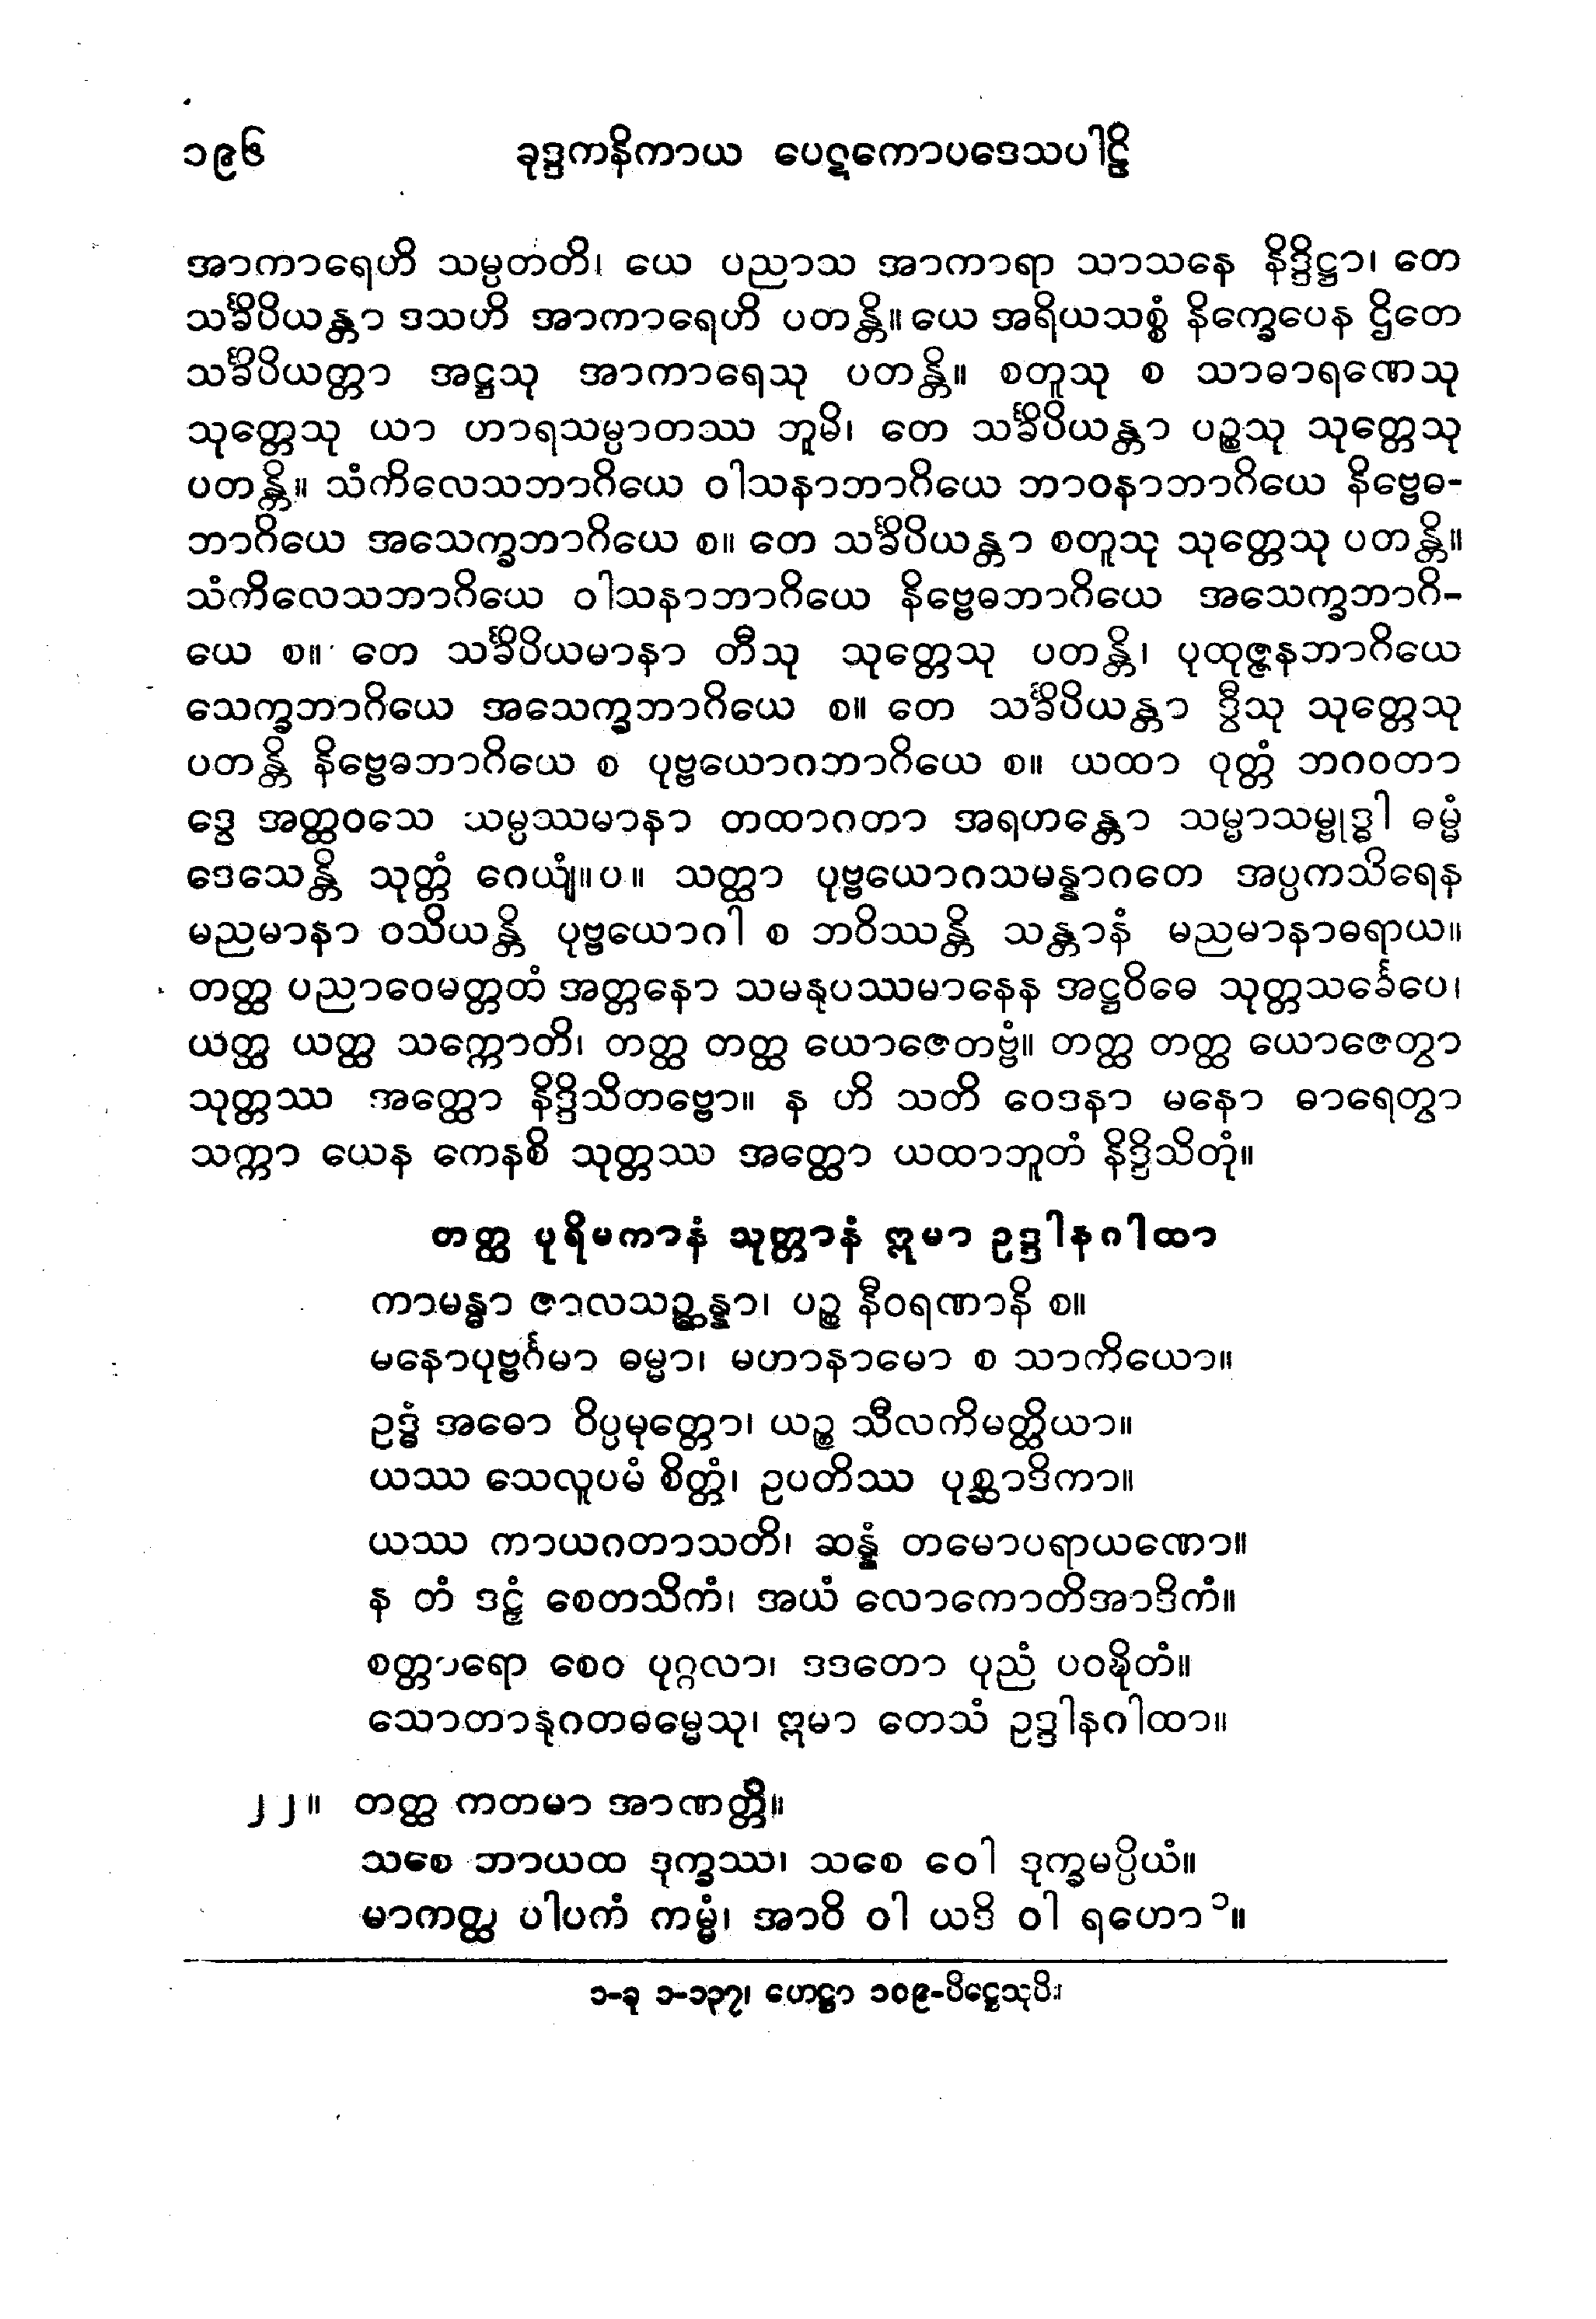 ၁၉၆ ခုဒ္ဒကနိကာယ ပေဋကောပဒေသပါဠိ
အာကာရေဟိ သမ္ပတတိ၊ ယေ ပညာသ အာကာရာ သာသနေ နိဒ္ဒိဋ္ဌာ၊ တေ
သင်္ခိပိယန္တာ ဒသဟိ အာကာရေဟိ ပတန္တိ။ ယေ အရိယသစ္စံ နိက္ခေပေန ဌိတေ
သင်္ခိပိယတ္တာ အဋ္ဌသု အာကာရေသု ပတန္တိ။ စတူသု စ သာဓာရဏေသု
သုတ္တေသု ယာ ဟာရသမ္ပာတဿ ဘူမိ၊ တေ သင်္ခိပိယန္တာ ပဉ္စသု သုတ္တေသု
ပတန္တိ။ သံကိလေသဘာဂိယေ ဝါသနာဘာဂိယေ ဘာဝနာဘာဂိယေ နိဗ္ဗေဓ-
ဘာဂိယေ အသေက္ခဘာဂိယေ စ။ တေ သင်္ခိပိယန္တာ စတူသု သုတ္တေသု ပတန္တိ။
သံကိလေသဘာဂိယေ ဝါသနာဘာဂိယေ နိဗ္ဗေဓဘာဂိယေ အသေက္ခဘာဂိ-
ယေ စ။ တေ သင်္ခိပိယမာနာ တီသု သုတ္တေသု ပတန္တိ၊ ပုထုဇ္ဇနဘာဂိယေ
သေက္ခဘာဂိယေ အသေက္ခဘာဂိယေ စ။ တေ သင်္ခိပိယန္တာ ဒွီသု သုတ္တေသု
ပတန္တိ နိဗ္ဗေဓဘာဂိယေ စ ပုဗ္ဗယောဂဘာဂိယေ စ။ ယထာ ဝုတ္တံ ဘဂဝတာ
ဒွေ အတ္ထဝသေ သမ္ပဿမာနာ တထာဂတာ အရဟန္တော သမ္မာသမ္ဗုဒ္ဓါ ဓမ္မံ
ဒေသေန္တိ သုတ္တံ ဂေယျံ။ပ။ သတ္ထာ ပုဗ္ဗယောဂသမန္နာဂတေ အပ္ပကသိရေန
မညမာနာ ဝသိယန္တိ ပုဗ္ဗယောဂါ စ ဘဝိဿန္တိ သန္တာနံ မညမာနာဓရာယ။
တတ္ထ ပညာဝေမတ္တတံ အတ္တနော သမနုပဿမာနေန အဋ္ဌဝိဓေ သုတ္တသင်္ခေပေ၊
ယတ္ထ ယတ္ထ သက္ကောတိ၊ တတ္ထ တတ္ထ ယောဇေတဗ္ဗံ။ တတ္ထ တတ္ထ ယောဇေတွာ
သုတ္တဿ အတ္ထော နိဒ္ဒိသိတဗ္ဗော။ န ဟိ သတိ ဝေဒနာ မနော ဓာရေတွာ
သက္ကာ ယေန ကေနစိ သုတ္တဿ အတ္ထော ယထာဘူတံ နိဒ္ဒိသိတုံ။
တတ္ထ ပုရိမကာနံ သုတ္တာနံ ဣမာ ဥဒ္ဒါနဂါထာ
ကာမန္ဓာ ဇာလသဉ္ဆန္နာ၊ ပဉ္စ နီဝရဏာနိ စ။
မနောပုဗ္ဗင်္ဂမာ ဓမ္မာ၊ မဟာနာမော စ သာကိယော။
ဥဒ္ဓံ အဓော ဝိပ္ပမုတ္တော၊ ယဉ္စ သီလကိမတ္ထိယာ။
ယဿ သေလူပမံ စိတ္တံ၊ ဥပတိဿ ပုစ္ဆာဒိကာ။
ယဿ ကာယဂတာသတိ၊ ဆန္နံ တမောပရာယဏော။
န တံ ဒဠှံ စေတသိကံ၊ အယံ လောကောတိအာဒိကံ။
စတ္တာရော စေဝ ပုဂ္ဂလာ၊ ဒဒတော ပုညံ ပဝဍ္ဎိတံ။
သောတာနုဂတဓမ္မေသု၊ ဣမာ တေသံ ဥဒ္ဒါနဂါထာ။
၂၂။ တတ္ထ ကတမာ အာဏတ္တိ။
သစေ ဘာယထ ဒုက္ခဿ၊ သစေ ဝေါ ဒုက္ခမပ္ပိယံ။
မာကတ္ထ ပါပကံ ကမ္မံ၊ အာဝိ ဝါ ယဒိ ဝါ ရဟော၁။
၁-ခု ၁-၁၃၇၊ ဟေဋ္ဌာ ၁၀၉-ပိဋ္ဌေသုပိ။